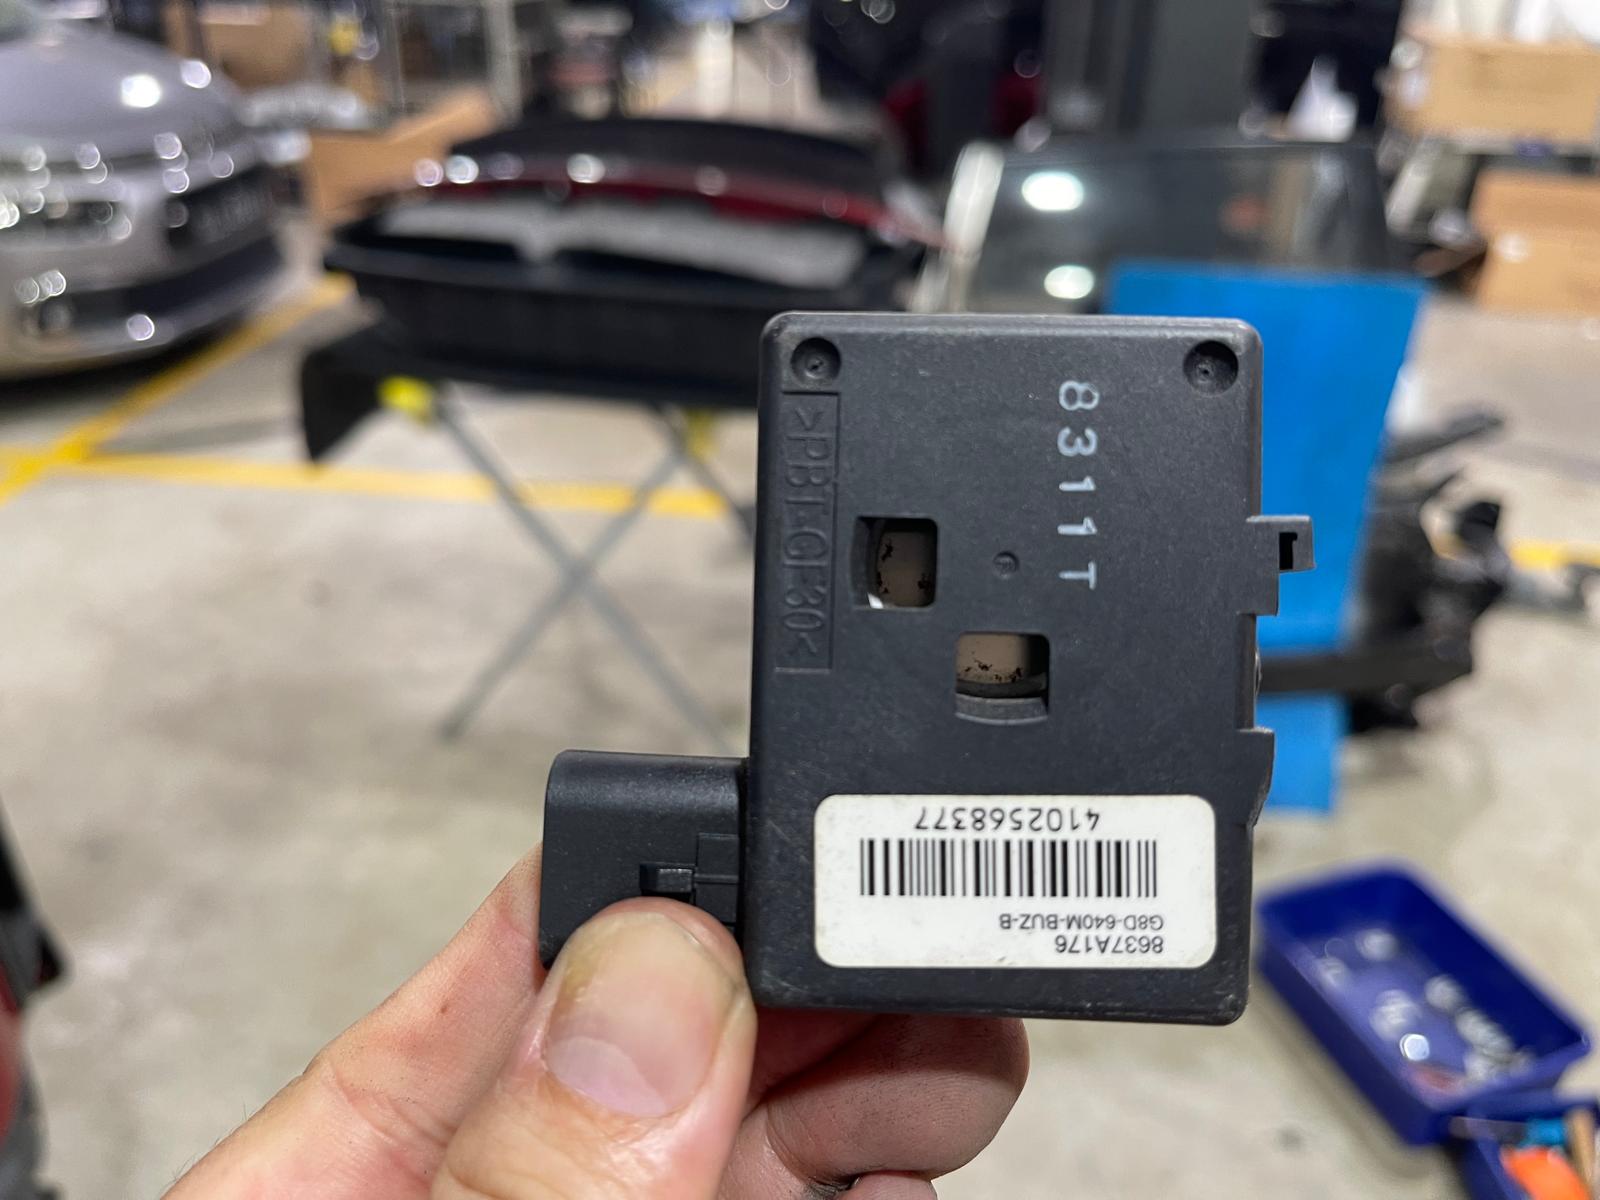 8311T
>PBT-GF30<
8637A176
G8D-640M-BUZ-B
4102568377